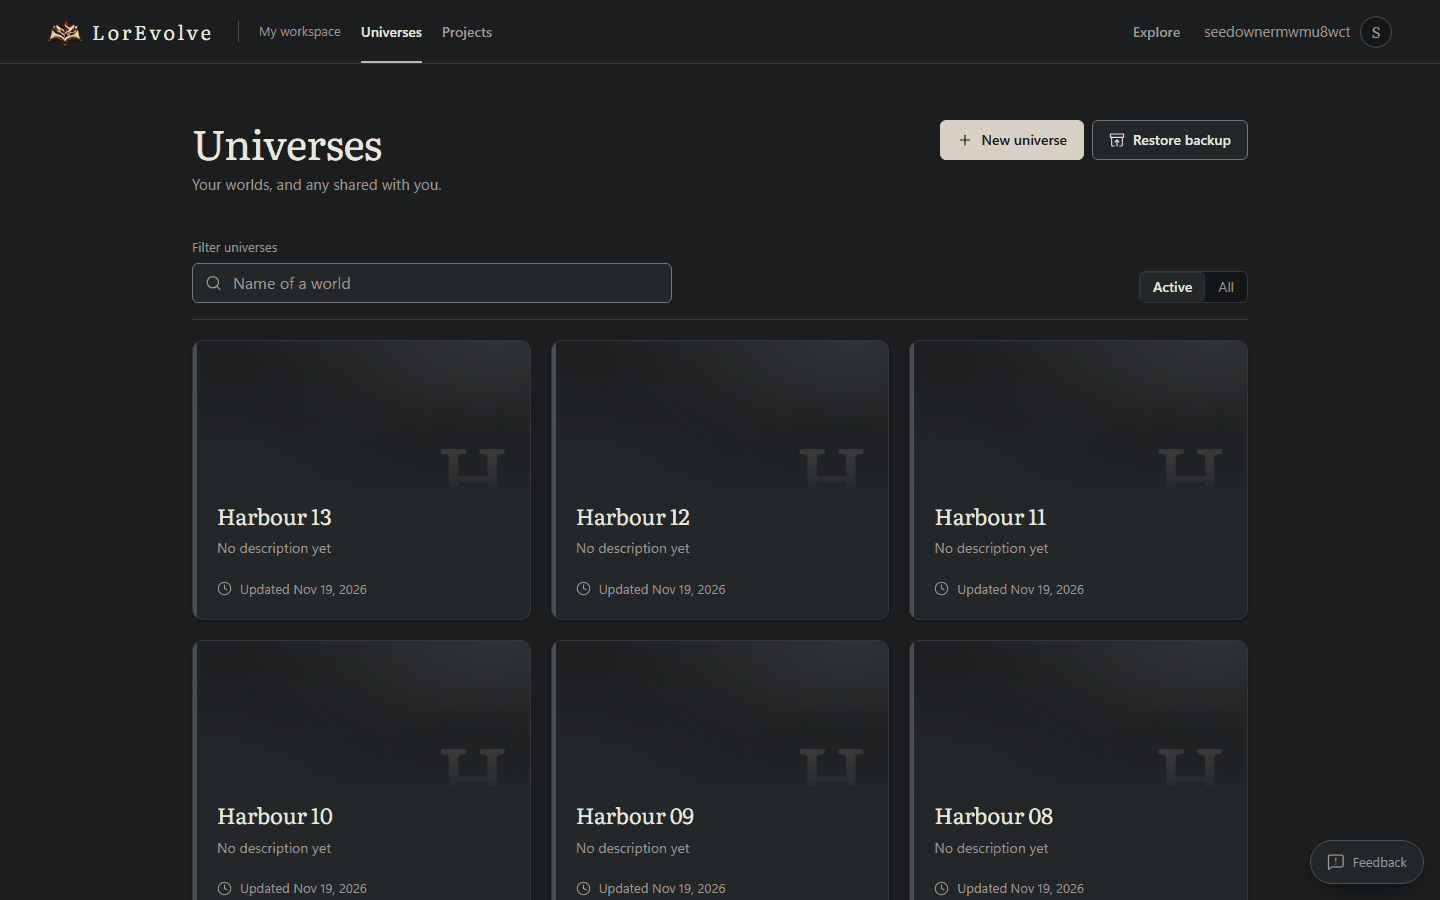 LorEvolve
My workspace
Universes
Projects
Explore
seedownermwmu8wct
S
Universes
Your worlds, and any shared with you.
New universe
Restore backup
Filter universes
Name of a world
Active
All
H
Harbour 13
No description yet
Updated Nov 19, 2026
H
Harbour 12
No description yet
Updated Nov 19, 2026
H
Harbour 11
No description yet
Updated Nov 19, 2026
H
Harbour 10
No description yet
Updated Nov 19, 2026
H
Harbour 09
No description yet
Updated Nov 19, 2026
H
Harbour 08
No description yet
Updated Nov 19, 2026
Feedback